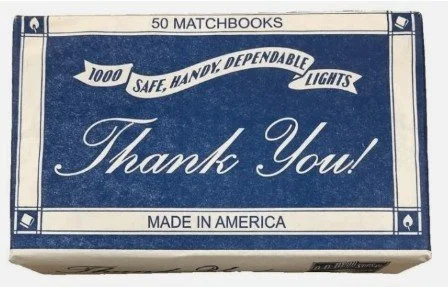 50 MATCHBOOKS
1000 SAFE, HANDY, DEPENDABLE LIGHTS
Thank You!
MADE IN AMERICA